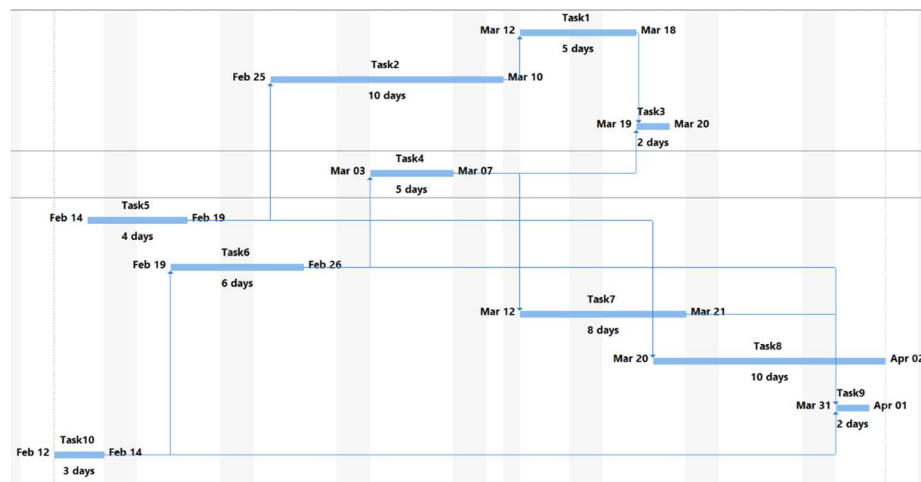 Task1
Mar 12 Mar 18
5 days
Task2
Feb 25 Mar 10
10 days
Task3
Mar 19 Mar 20
2 days
Task4
Mar 03 Mar 07
5 days
Task5
Feb 14 Feb 19
4 days
Task6
Feb 19 Feb 26
6 days
Task7
Mar 12 Mar 21
8 days
Task8
Mar 20 Apr 02
10 days
Task9
Mar 31 Apr 01
2 days
Task10
Feb 12 Feb 14
3 days